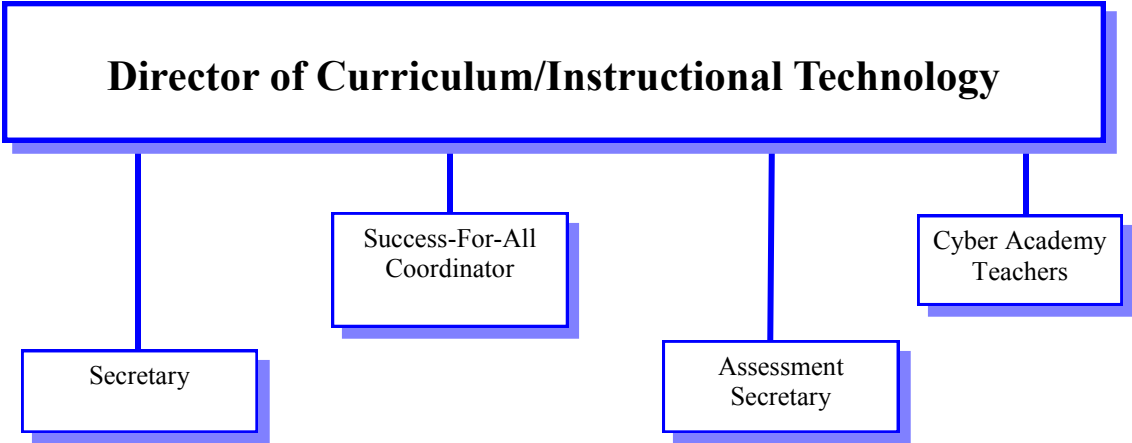 Director of Curriculum/Instructional Technology
Success-For-All
Coordinator
Cyber Academy
Teachers
Secretary
Assessment
Secretary